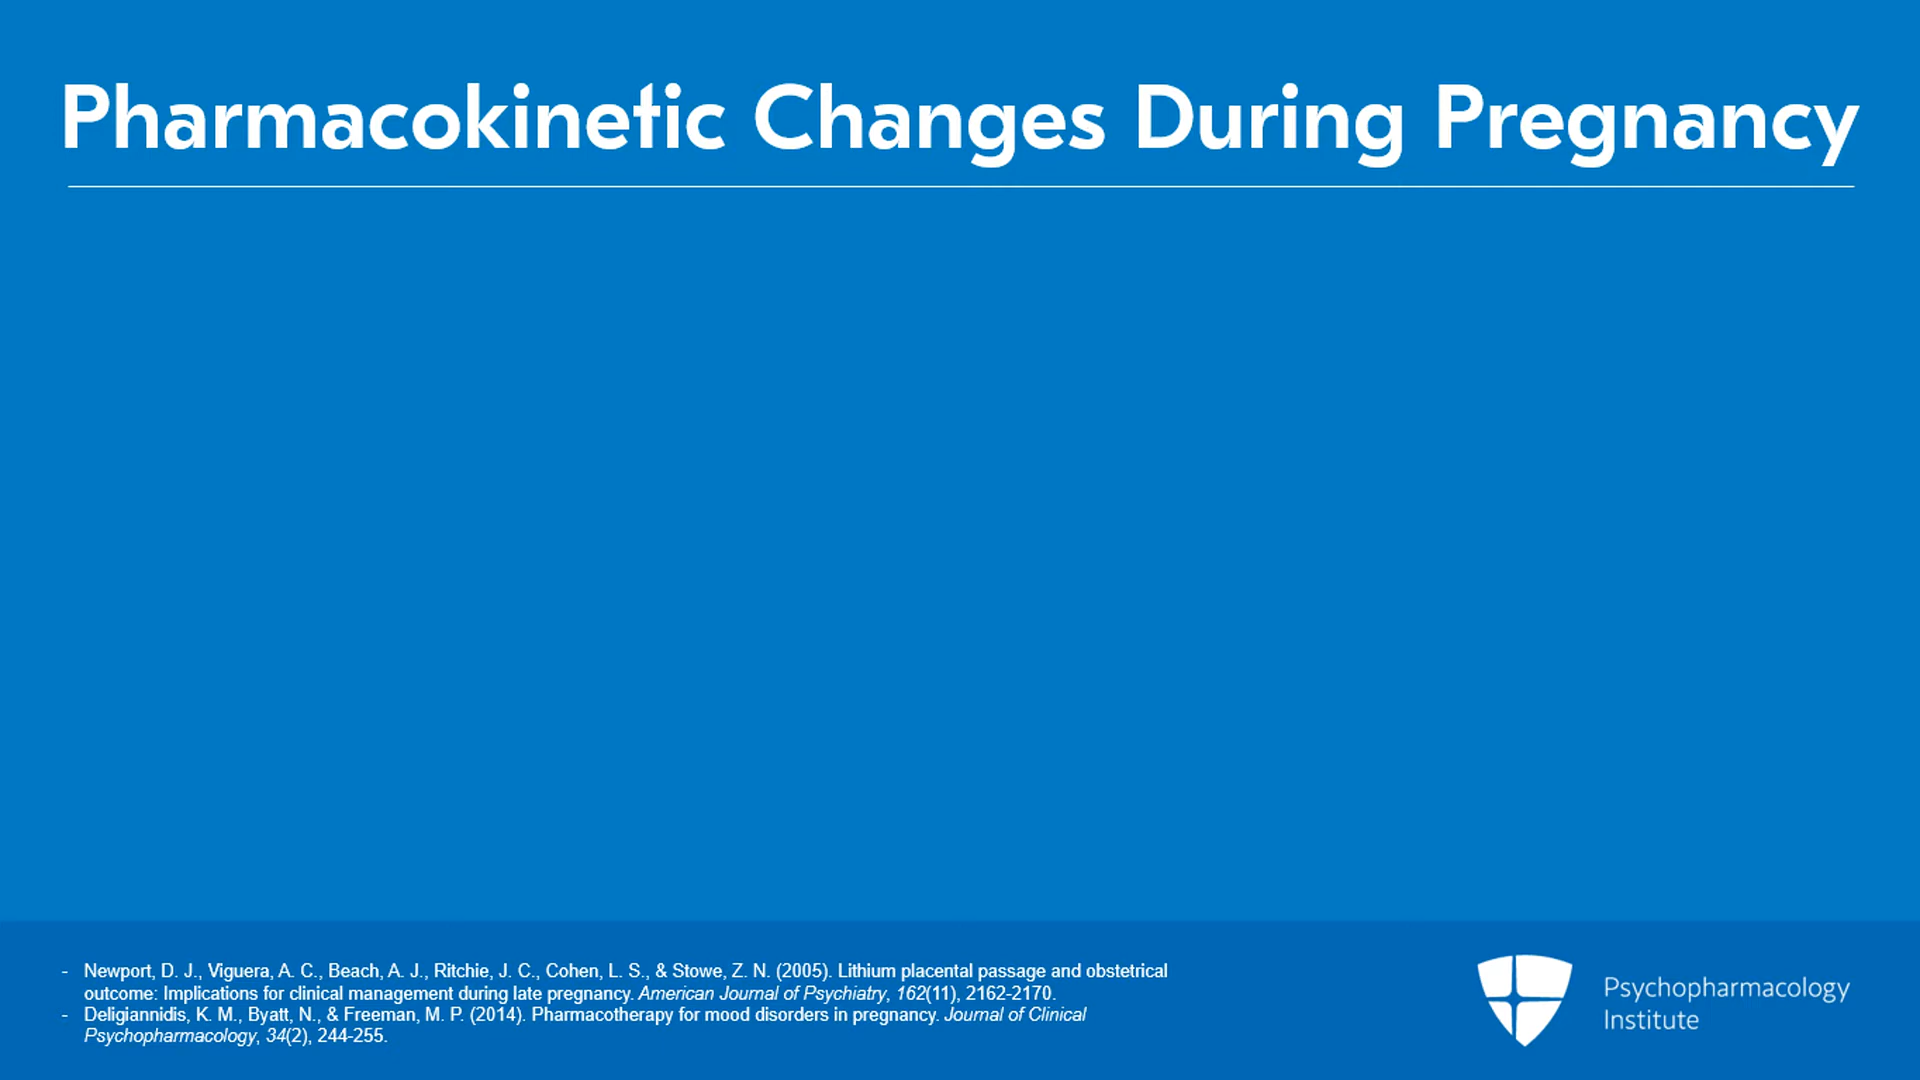 Pharmacokinetic Changes During Pregnancy
- Newport, D. J., Viguera, A. C., Beach, A. J., Ritchie, J. C., Cohen, L. S., & Stowe, Z. N. (2005). Lithium placental passage and obstetrical
outcome: Implications for clinical management during late pregnancy. American Journal of Psychiatry, 162(11), 2162-2170.
- Deligiannidis, K. M., Byatt, N., & Freeman, M. P. (2014). Pharmacotherapy for mood disorders in pregnancy. Journal of Clinical
Psychopharmacology, 34(2), 244-255.
Psychopharmacology
Institute